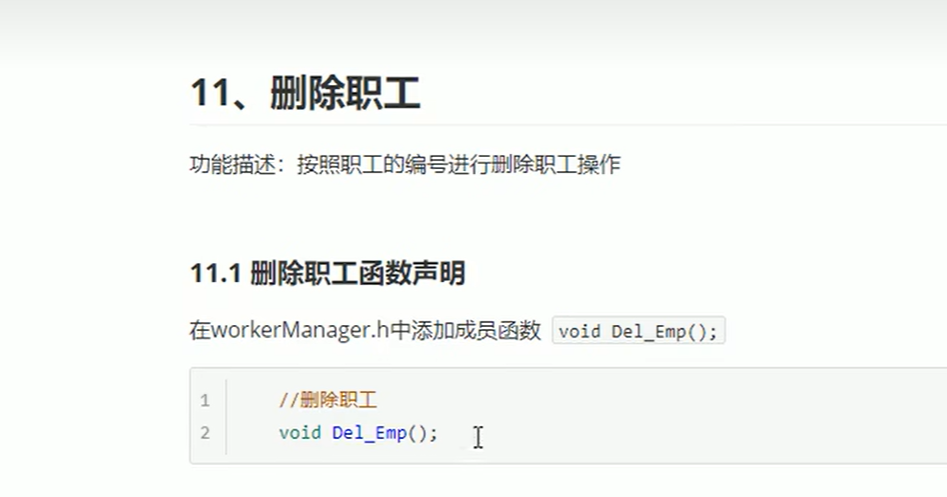 11、删除职工
功能描述：按照职工的编号进行删除职工操作
11.1 删除职工函数声明
在workerManager.h中添加成员函数 void Del_Emp();
1 //删除职工
2 void Del_Emp();